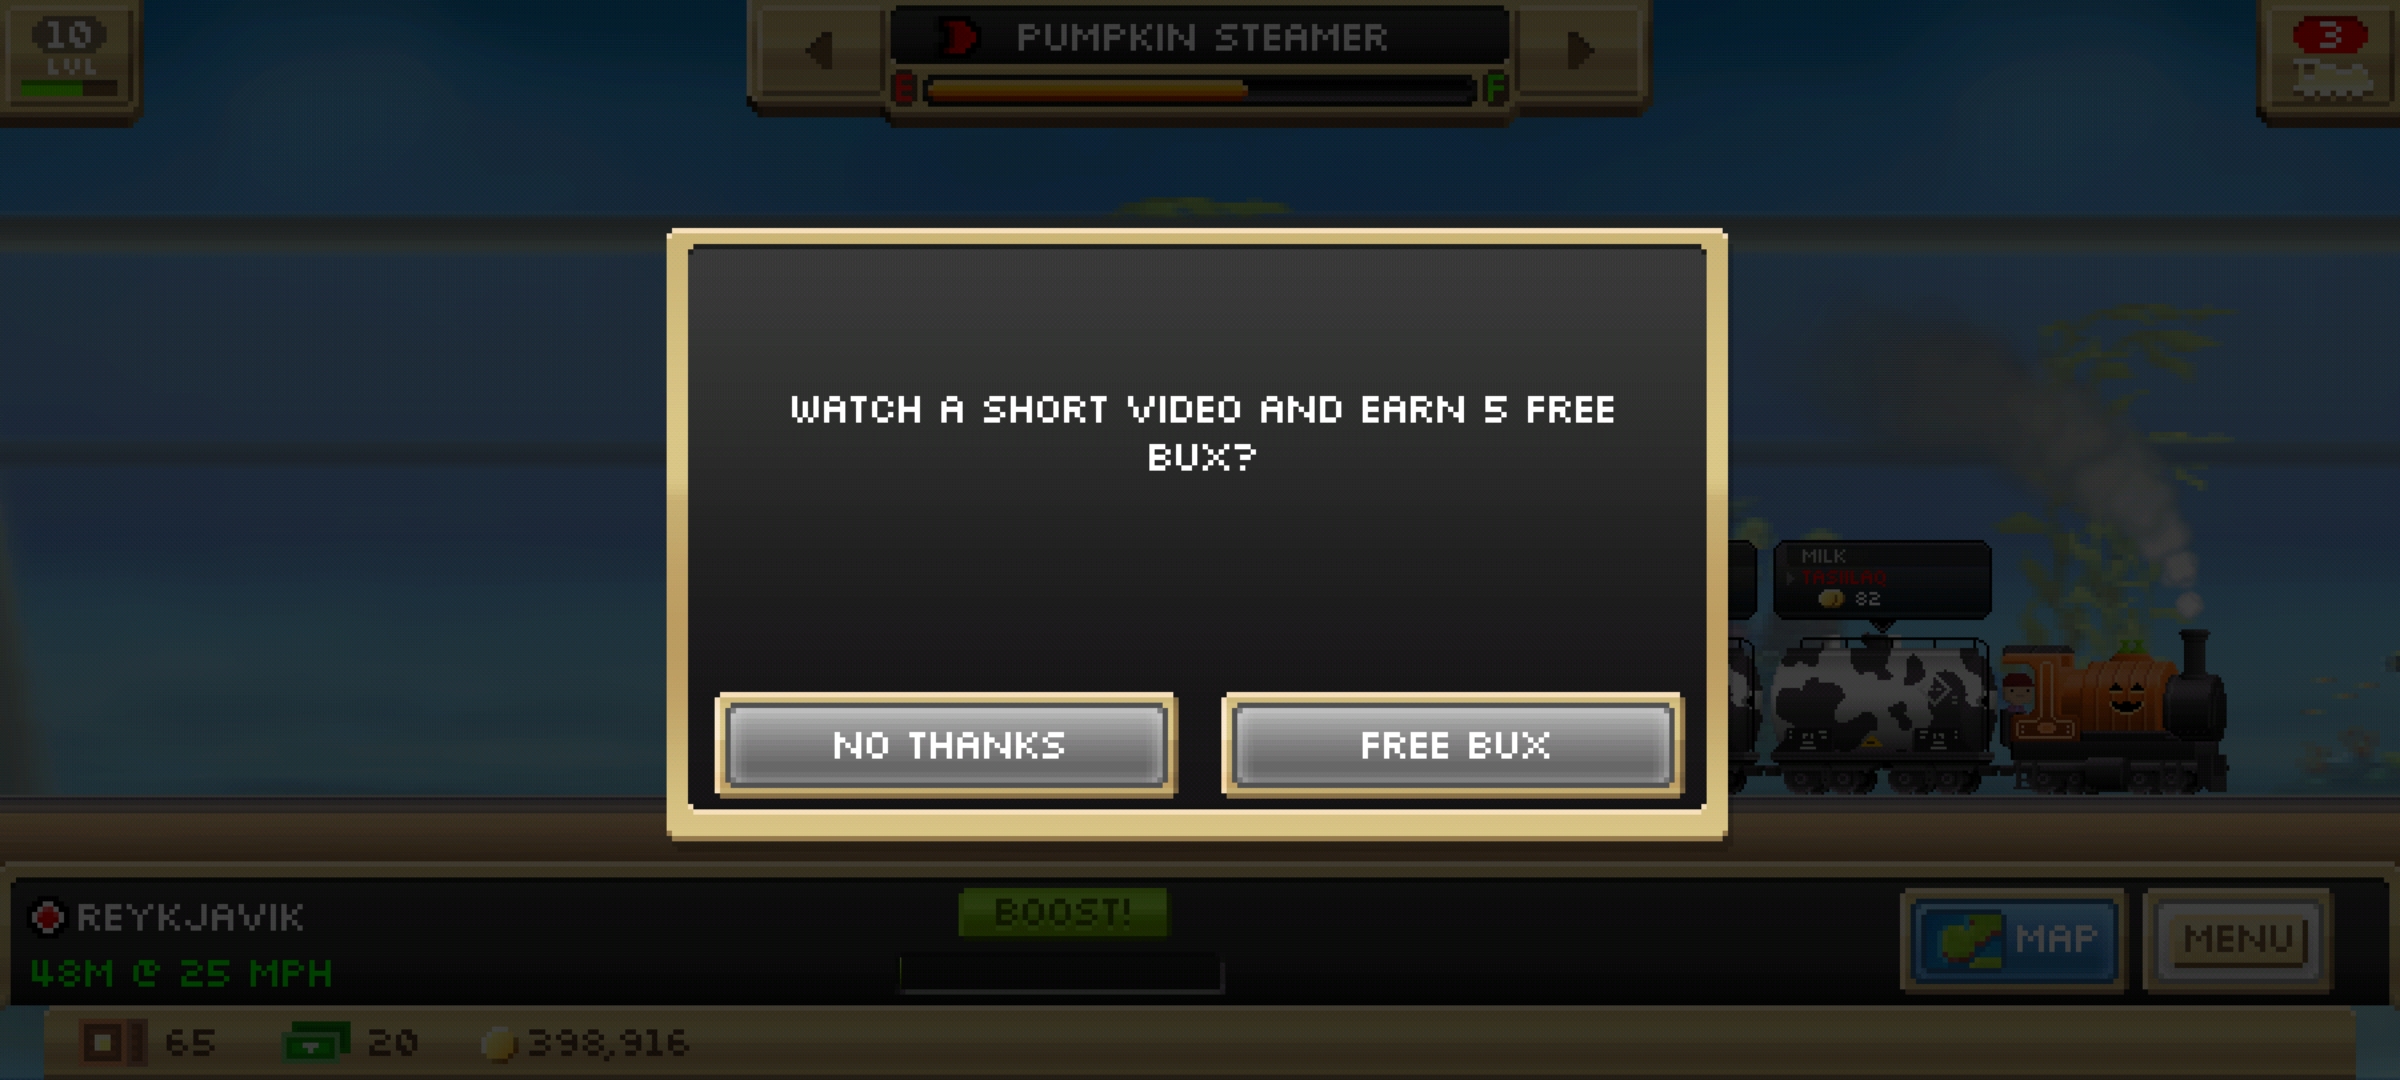 10
LVL
PUMPKIN STEAMER
E F
3
WATCH A SHORT VIDEO AND EARN 5 FREE
BUX?
NO THANKS
FREE BUX
MILK
TASIILAQ
82
REYKJAVIK
48M @ 25 MPH
BOOST!
MAP
MENU
65
20
398,916